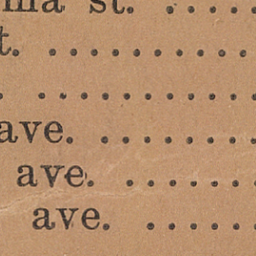 st. . . . .
. . . . . . . . . .
. . . . . . . . . . .
ave. . . . . . . . .
ave. . . . . . . .
ave. . . . . . .